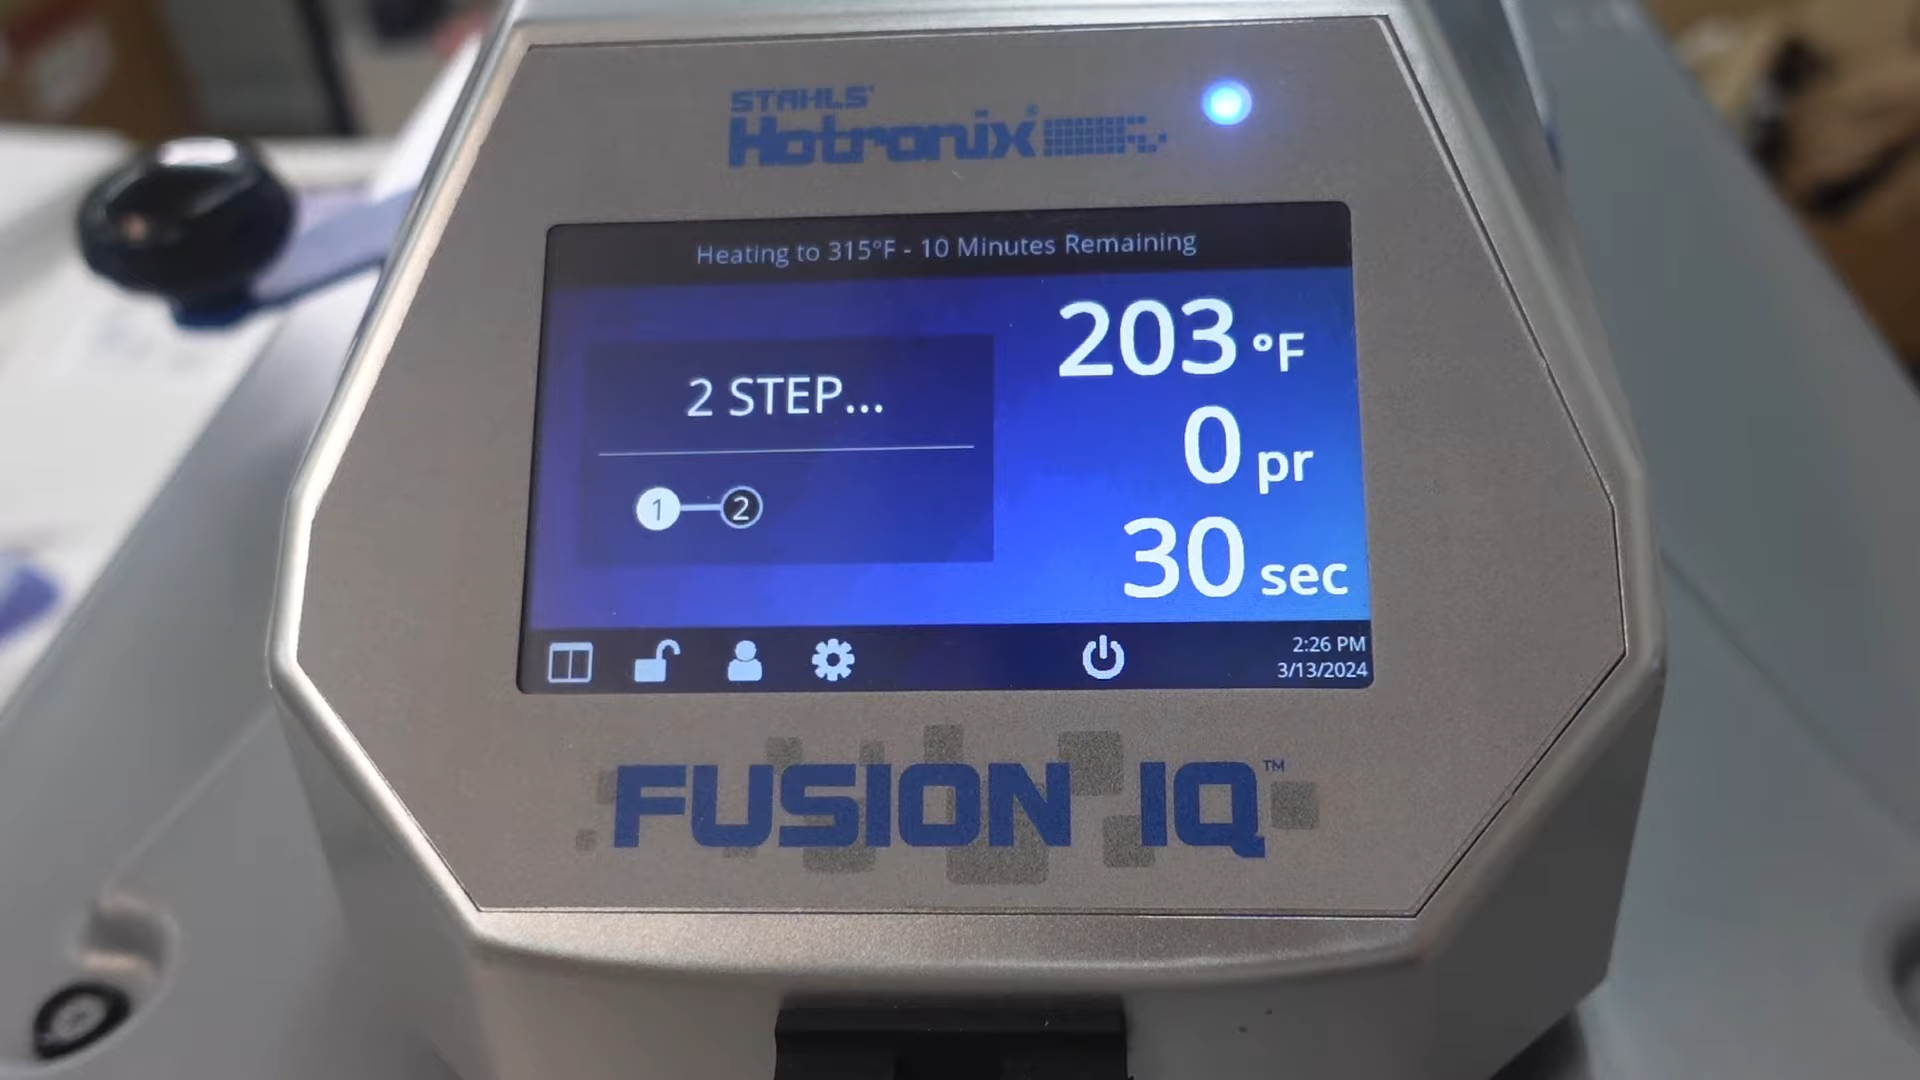 STAHLS'
Hotronix®
Heating to 315°F - 10 Minutes Remaining
203 °F
2 STEP...
0 pr
1 2
30 sec
2:26 PM
3/13/2024
FUSION IQ™